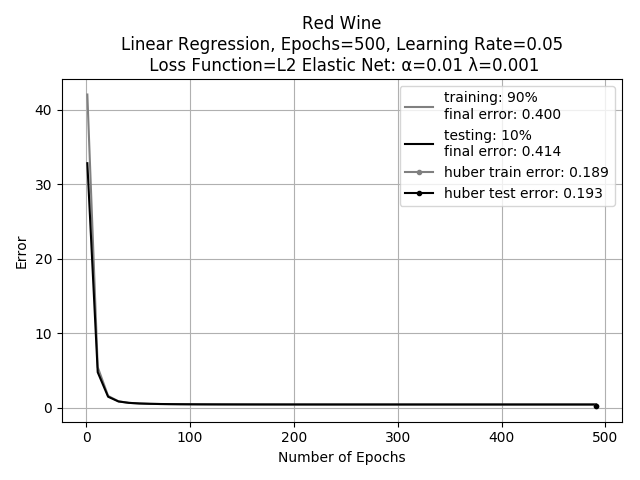 Red Wine
Linear Regression, Epochs=500, Learning Rate=0.05
Loss Function=L2 Elastic Net: α=0.01 λ=0.001
training: 90%
final error: 0.400
testing: 10%
final error: 0.414
huber train error: 0.189
huber test error: 0.193
Error
40
30
20
10
0
0 100 200 300 400 500
Number of Epochs